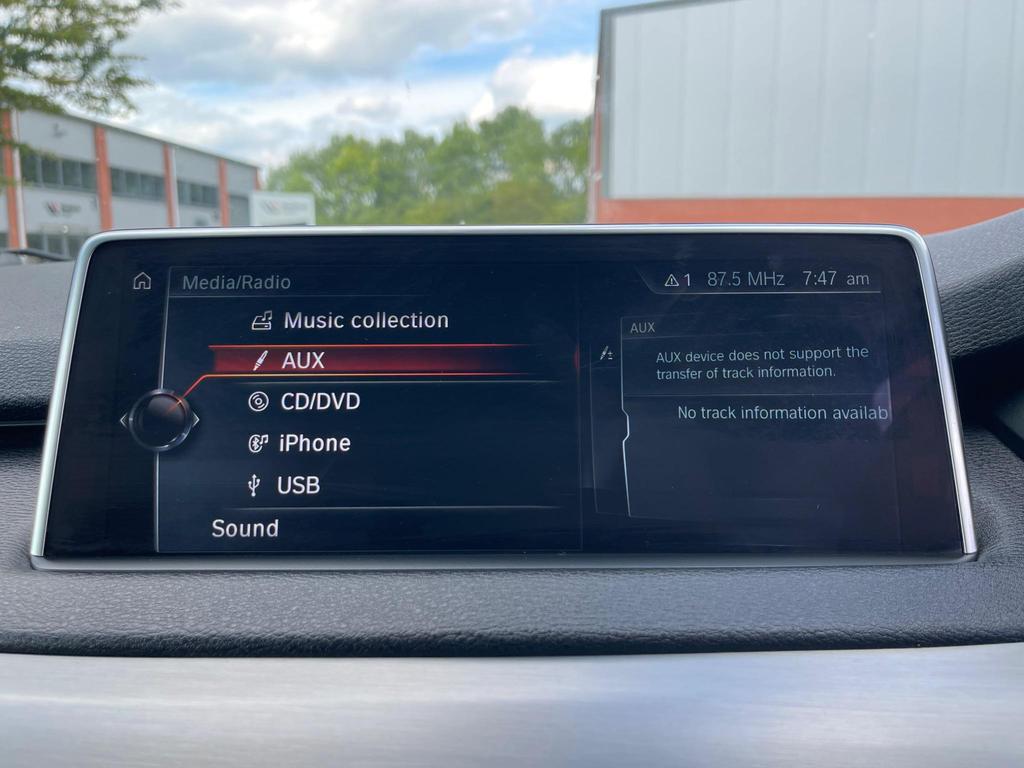 Media/Radio
1 87.5 MHz 7:47 am
Music collection
AUX
CD/DVD
iPhone
USB
Sound
AUX
AUX device does not support the
transfer of track information.
No track information availab